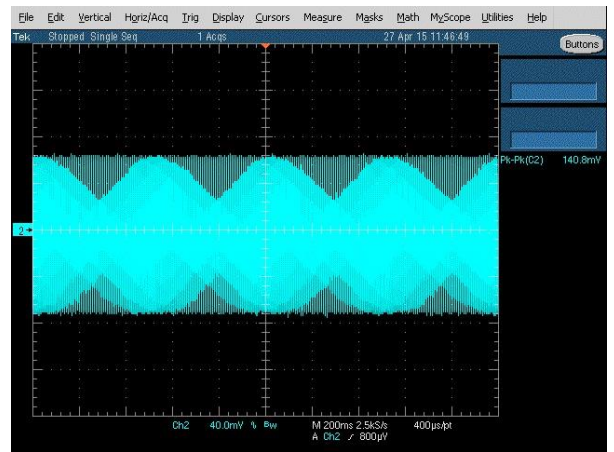 File Edit Vertical Horiz/Acq Trig Display Cursors Measure Masks Math MyScope Utilities Help
Tek Stopped Single Seq 1 Acqs 27 Apr 15 11:46:49 Buttons
Pk-Pk(C2) 140.8mV
2
Ch2 40.0mV Bw M 200ms 2.5kS/s 400µs/pt
A Ch2 800µV